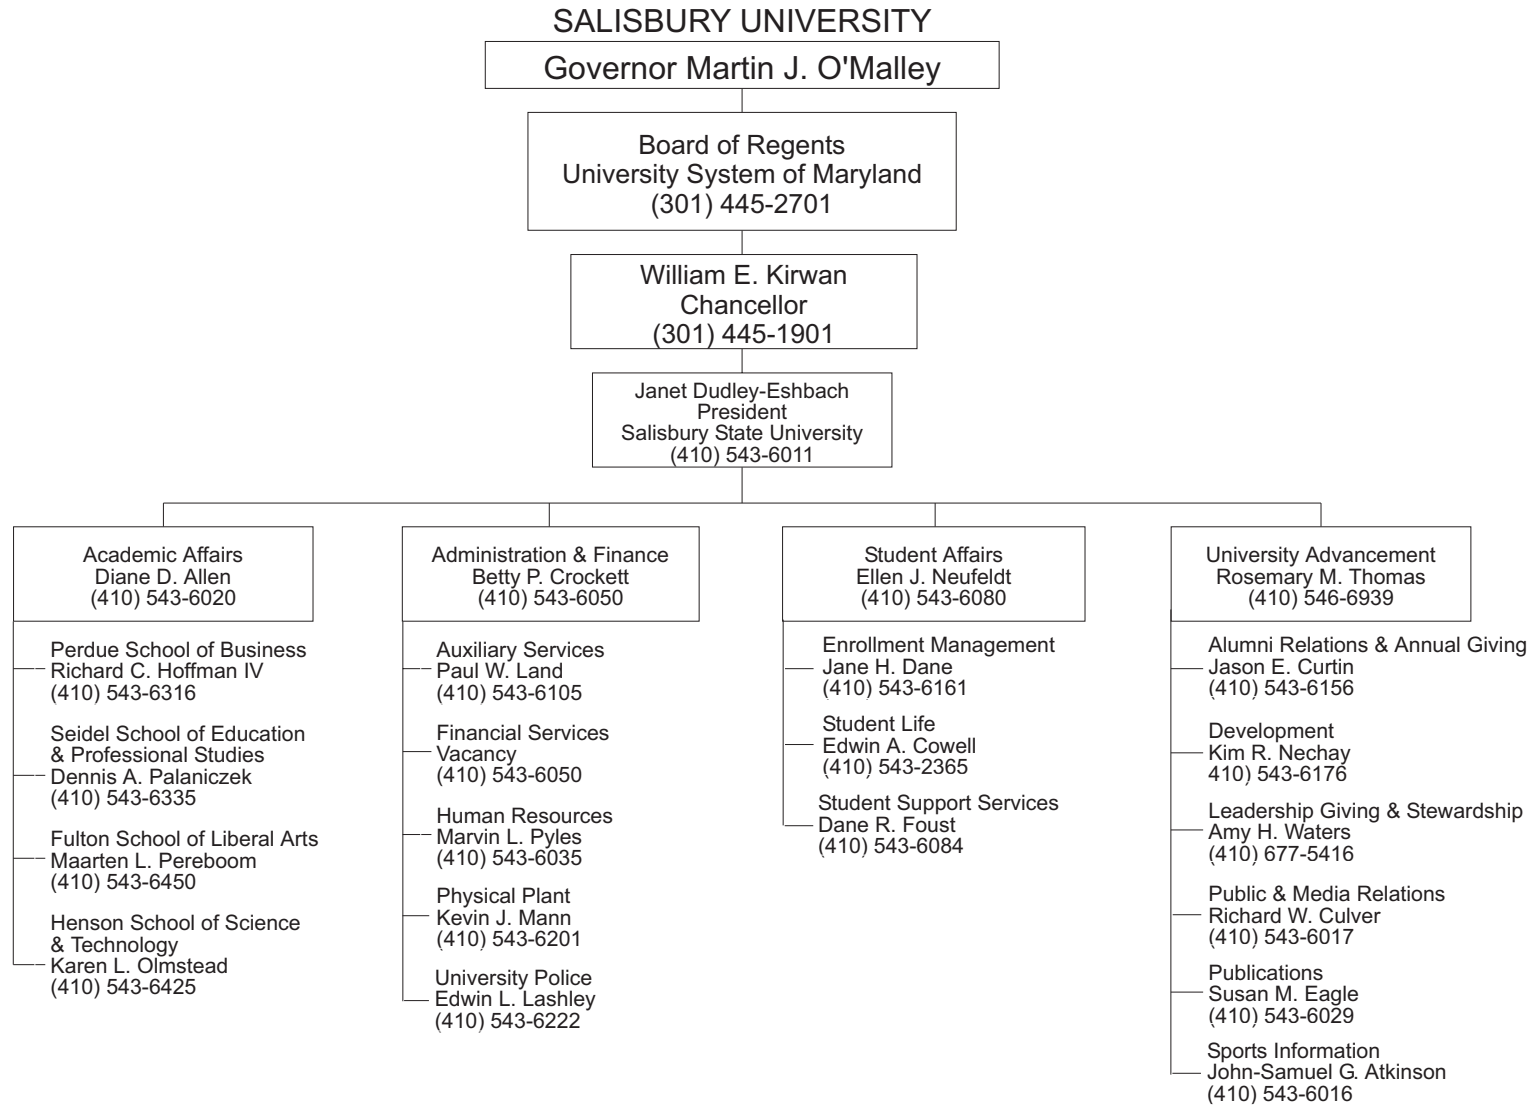 SALISBURY UNIVERSITY
Governor Martin J. O'Malley
Board of Regents
University System of Maryland
(301) 445-2701
William E. Kirwan
Chancellor
(301) 445-1901
Janet Dudley-Eshbach
President
Salisbury State University
(410) 543-6011
Academic Affairs
Diane D. Allen
(410) 543-6020
Perdue School of Business
Richard C. Hoffman IV
(410) 543-6316
Seidel School of Education
& Professional Studies
Dennis A. Palaniczek
(410) 543-6335
Fulton School of Liberal Arts
Maarten L. Pereboom
(410) 543-6450
Henson School of Science
& Technology
Karen L. Olmstead
(410) 543-6425
Administration & Finance
Betty P. Crockett
(410) 543-6050
Auxiliary Services
Paul W. Land
(410) 543-6105
Financial Services
Vacancy
(410) 543-6050
Human Resources
Marvin L. Pyles
(410) 543-6035
Physical Plant
Kevin J. Mann
(410) 543-6201
University Police
Edwin L. Lashley
(410) 543-6222
Student Affairs
Ellen J. Neufeldt
(410) 543-6080
Enrollment Management
Jane H. Dane
(410) 543-6161
Student Life
Edwin A. Cowell
(410) 543-2365
Student Support Services
Dane R. Foust
(410) 543-6084
University Advancement
Rosemary M. Thomas
(410) 546-6939
Alumni Relations & Annual Giving
Jason E. Curtin
(410) 543-6156
Development
Kim R. Nechay
410) 543-6176
Leadership Giving & Stewardship
Amy H. Waters
(410) 677-5416
Public & Media Relations
Richard W. Culver
(410) 543-6017
Publications
Susan M. Eagle
(410) 543-6029
Sports Information
John-Samuel G. Atkinson
(410) 543-6016